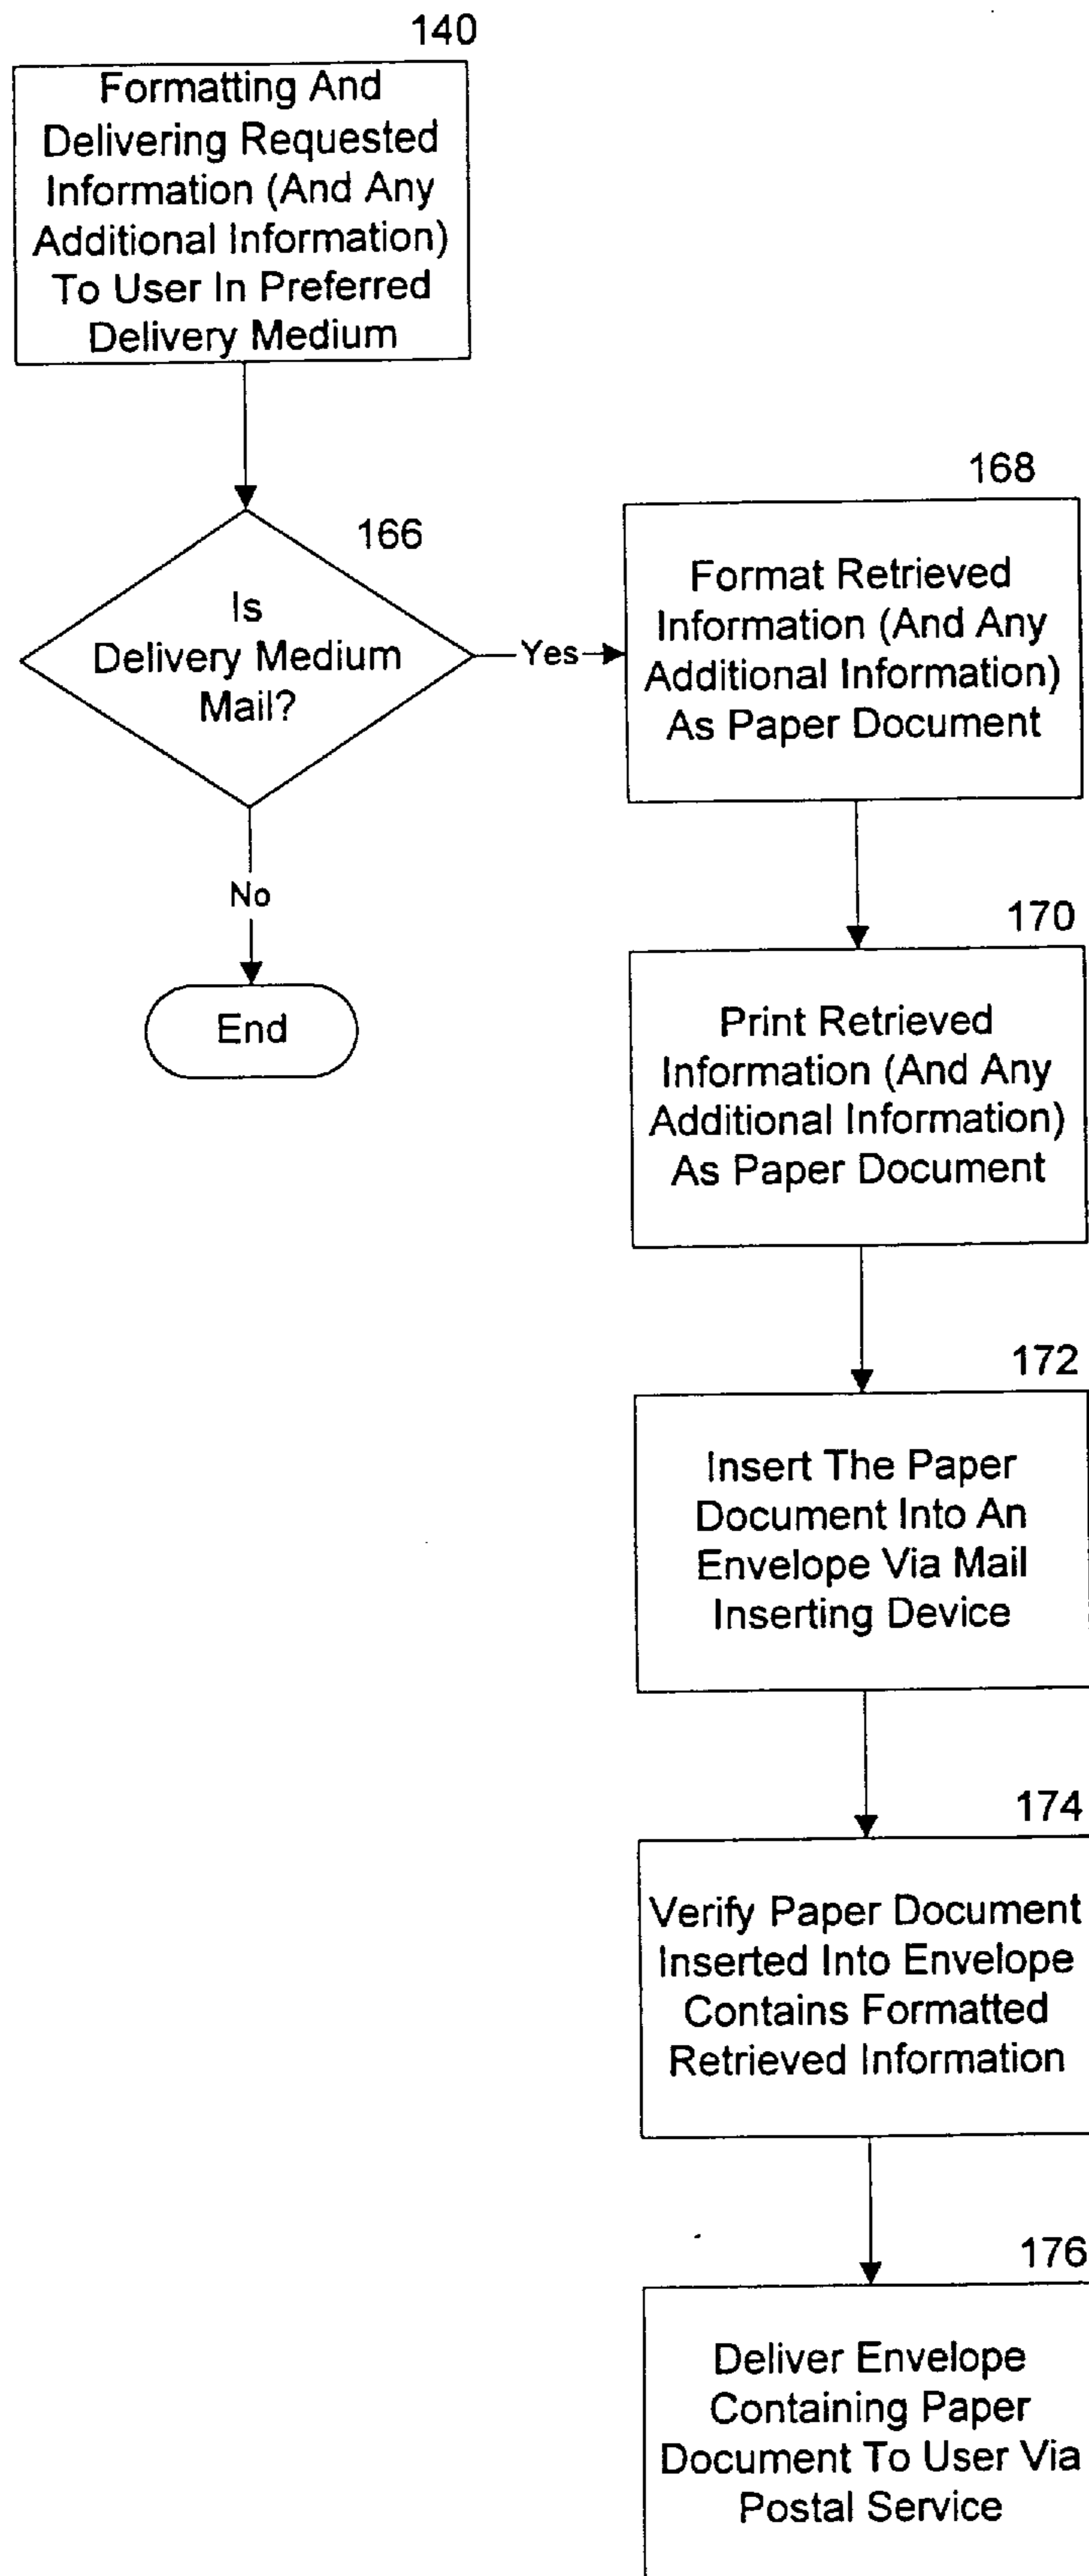 140
Formatting And
Delivering Requested
Information (And Any
Additional Information)
To User In Preferred
Delivery Medium
166
Is
Delivery Medium
Mail?
Yes
No
End
168
Format Retrieved
Information (And Any
Additional Information)
As Paper Document
170
Print Retrieved
Information (And Any
Additional Information)
As Paper Document
172
Insert The Paper
Document Into An
Envelope Via Mail
Inserting Device
174
Verify Paper Document
Inserted Into Envelope
Contains Formatted
Retrieved Information
176
Deliver Envelope
Containing Paper
Document To User Via
Postal Service